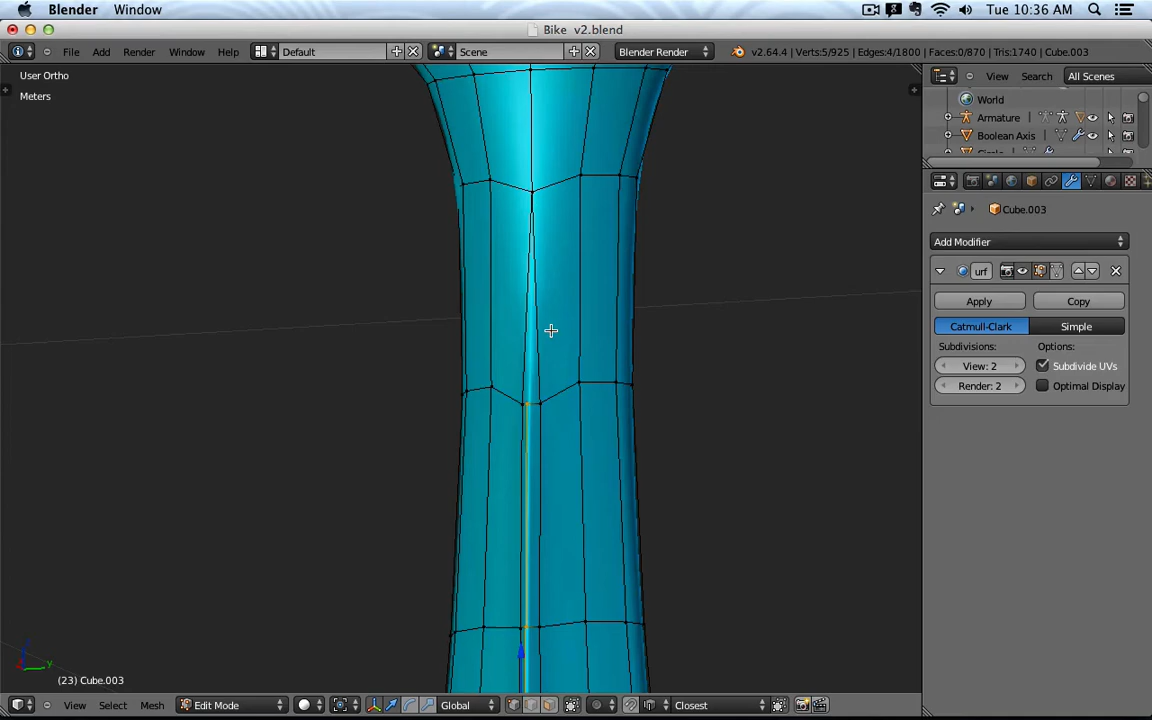 Blender Window Tue 10:36 AM
Bike v2.blend
File Add Render Window Help Default Scene Blender Render v2.64.4 | Verts:5/925 | Edges:4/1800 | Faces:0/870 | Tris:1740 | Cube.003
User Ortho
Meters
View Search All Scenes
World
Armature
Boolean Axis
Cube.003
Add Modifier
urf
Apply Copy
Catmull-Clark Simple
Subdivisions: Options:
View: 2 Subdivide UVs
Render: 2 Optimal Display
y
(23) Cube.003
View Select Mesh Edit Mode Global Closest